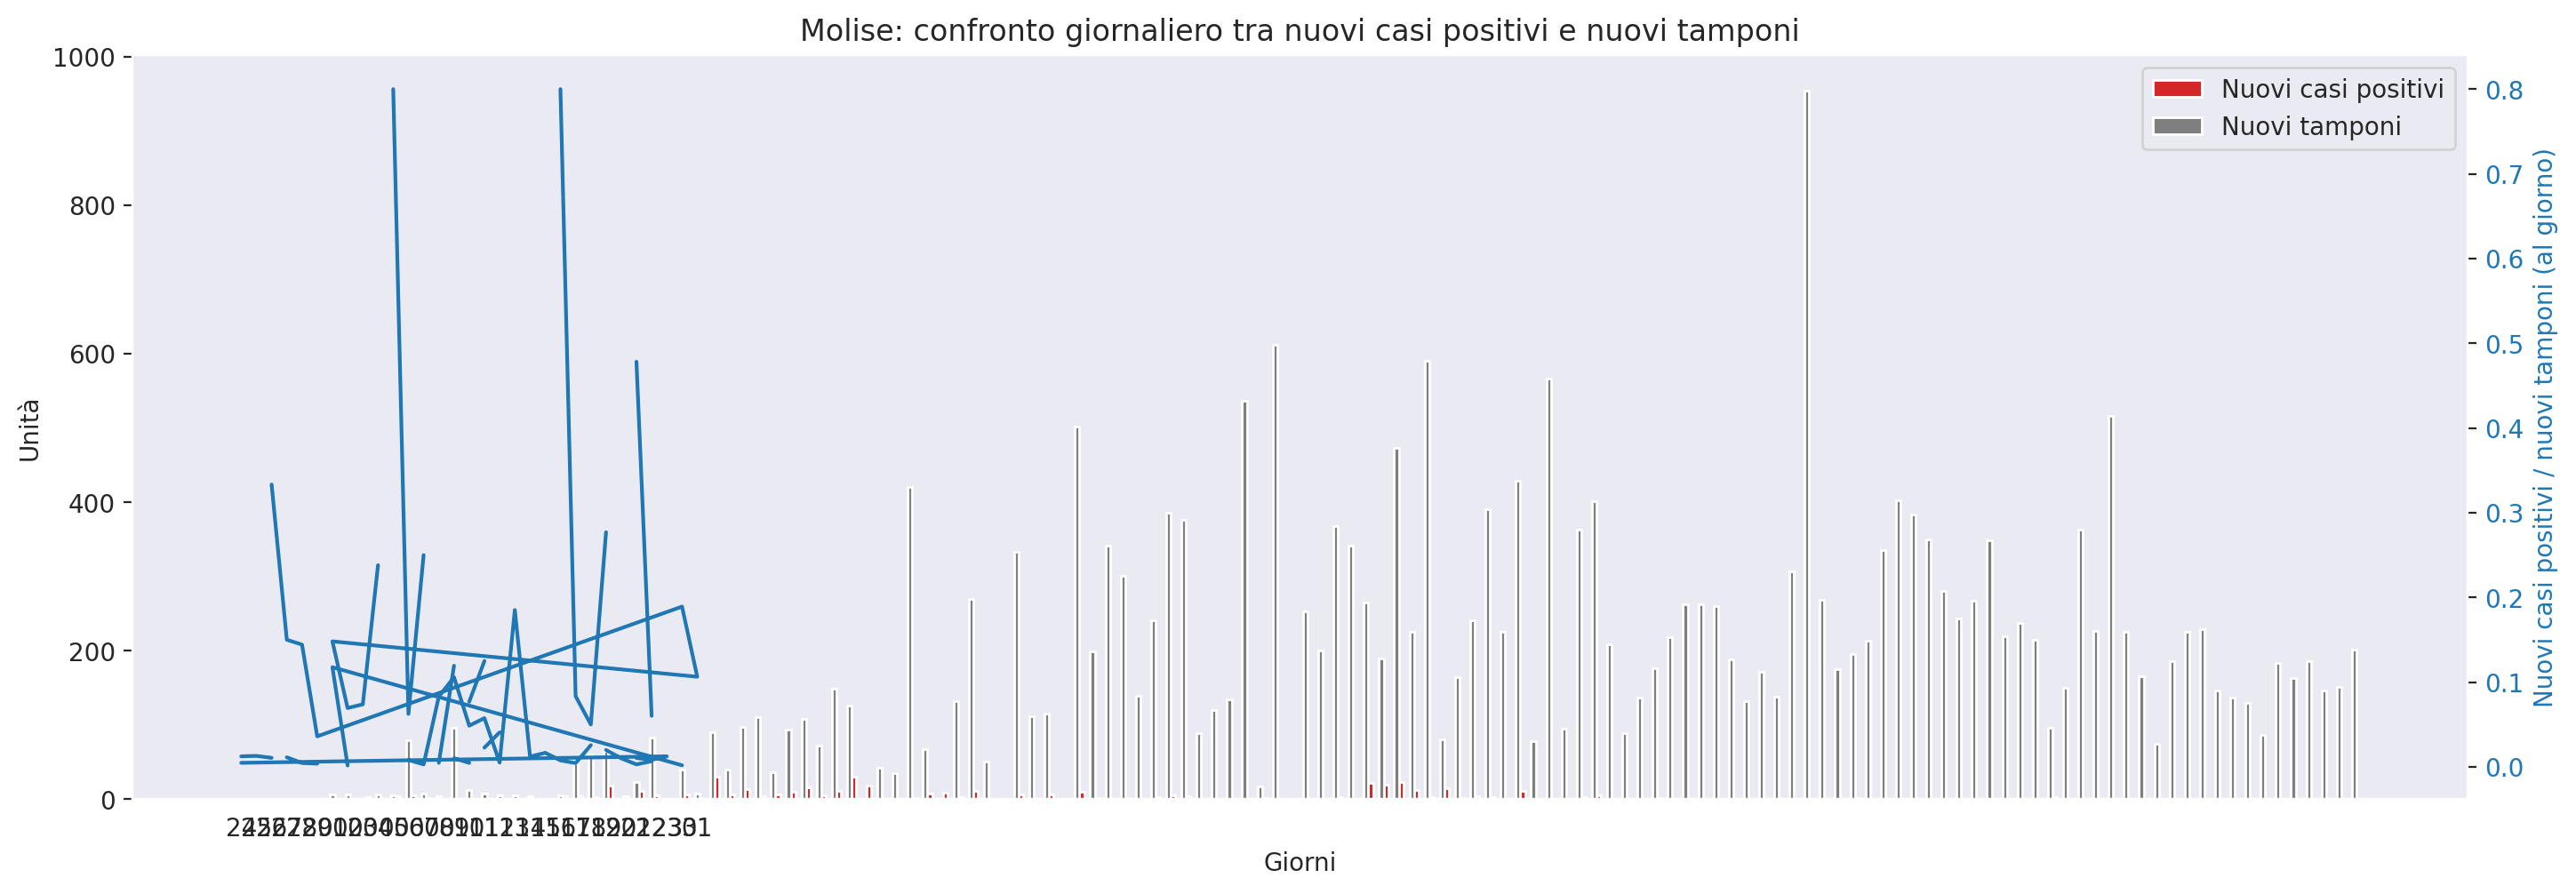 Molise: confronto giornaliero tra nuovi casi positivi e nuovi tamponi
Nuovi casi positivi
Nuovi tamponi
1000
800
600
400
200
0
Unità
0.8
0.7
0.6
0.5
0.4
0.3
0.2
0.1
0.0
Nuovi casi positivi / nuovi tamponi (al giorno)
Giorni